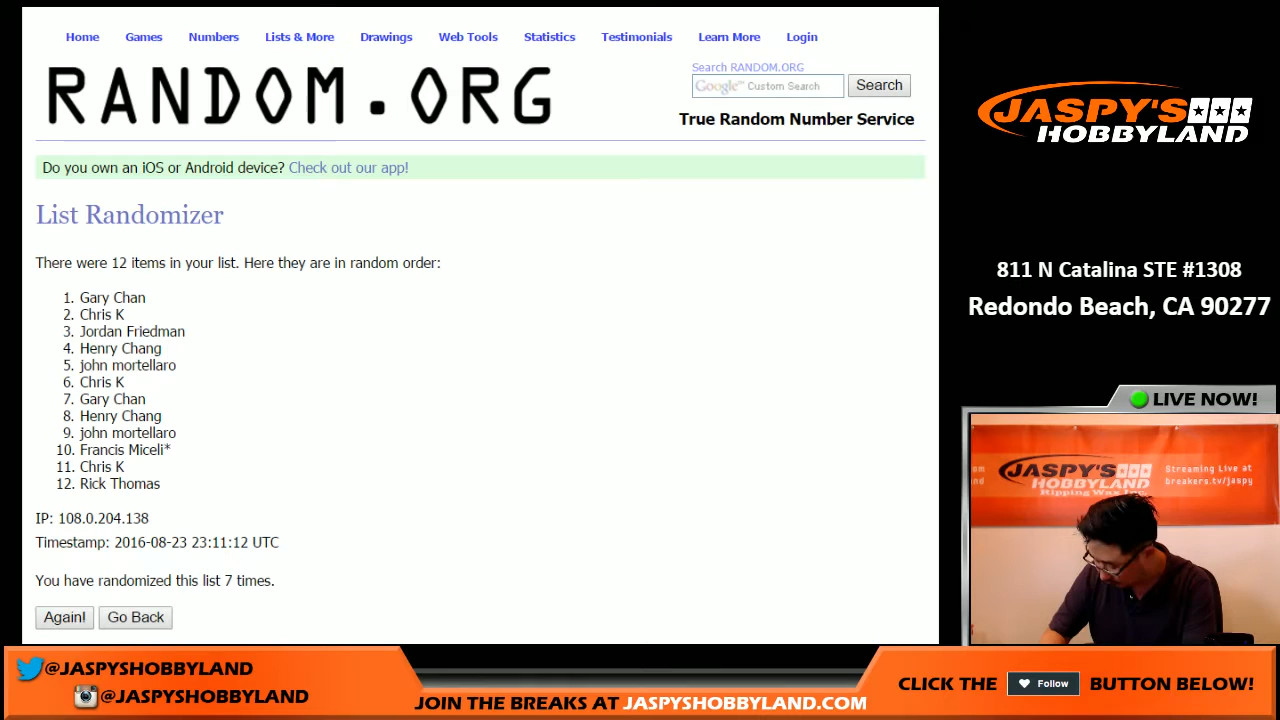 Home Games Numbers Lists & More Drawings Web Tools Statistics Testimonials Learn More Login
RANDOM.ORG
Search RANDOM.ORG
Google™ Custom Search Search
True Random Number Service
Do you own an iOS or Android device? Check out our app!
List Randomizer
There were 12 items in your list. Here they are in random order:
1. Gary Chan
2. Chris K
3. Jordan Friedman
4. Henry Chang
5. john mortellaro
6. Chris K
7. Gary Chan
8. Henry Chang
9. john mortellaro
10. Francis Miceli*
11. Chris K
12. Rick Thomas
IP: 108.0.204.138
Timestamp: 2016-08-23 23:11:12 UTC
You have randomized this list 7 times.
Again! Go Back
JASPY'S
HOBBYLAND
811 N Catalina STE #1308
Redondo Beach, CA 90277
LIVE NOW!
JASPY'S
HOBBYLAND
Ripping Wax Inc.
Streaming Live at
breakers.tv/jaspy
@JASPYSHOBBYLAND
@JASPYSHOBBYLAND
JOIN THE BREAKS AT JASPYSHOBBYLAND.COM
CLICK THE Follow BUTTON BELOW!